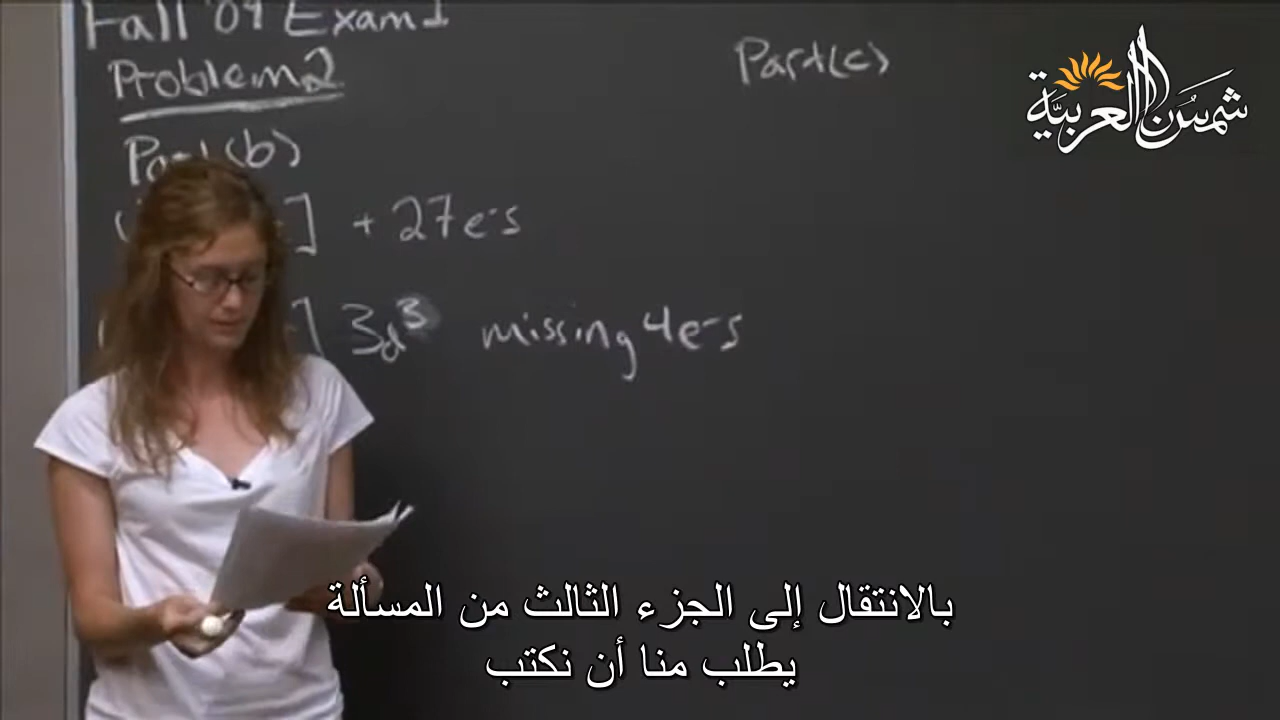 Fall '09 Exam 1
Problem 2
Part (b)
] + 27e-s
] 3d³ missing 4e-s
Part (c)
شمس العربية
بالانتقال إلى الجزء الثالث من المسألة
يطلب منا أن نكتب